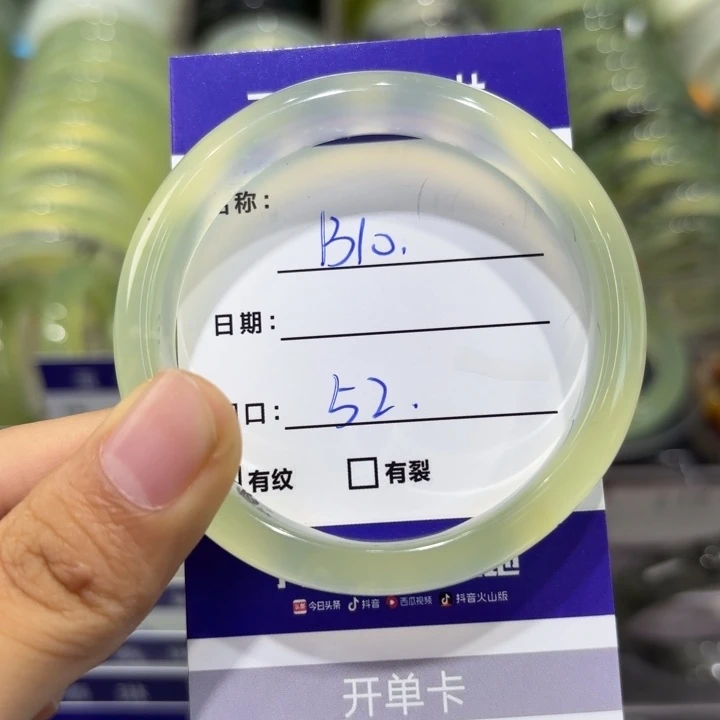 称：
B10.
日期：
口：
52.
有纹 有裂
今日头条 抖音 西瓜视频 抖音火山版
开单卡